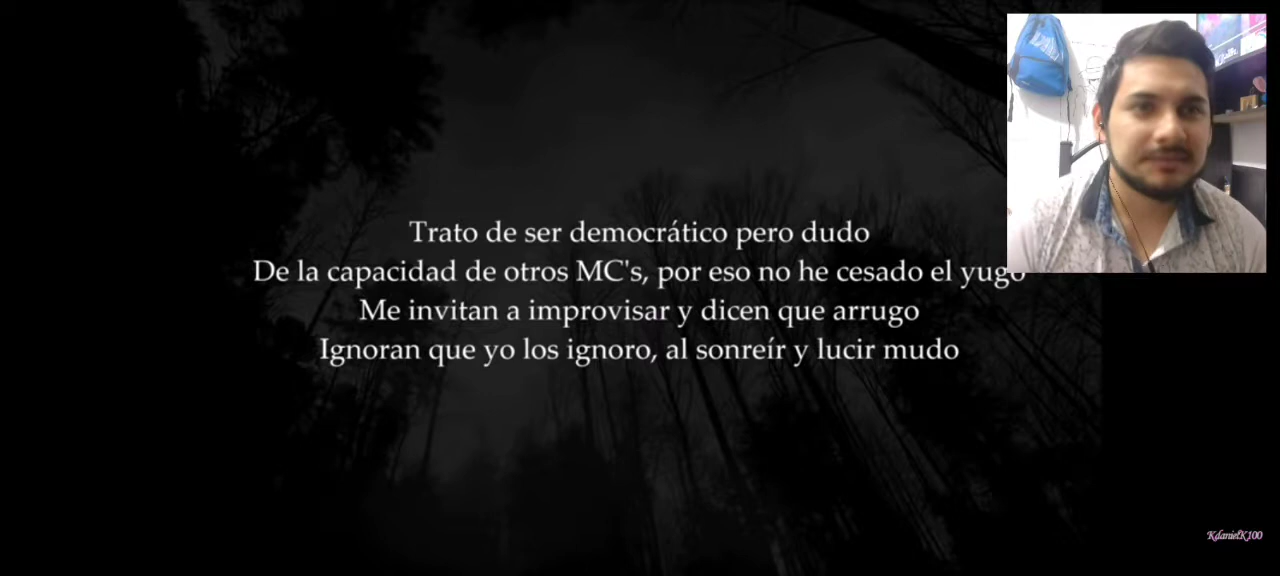 Trato de ser democrático pero dudo
De la capacidad de otros MC's, por eso no he cesado el yugo
Me invitan a improvisar y dicen que arrugo
Ignoran que yo los ignoro, al sonreír y lucir mudo
KdanielK100